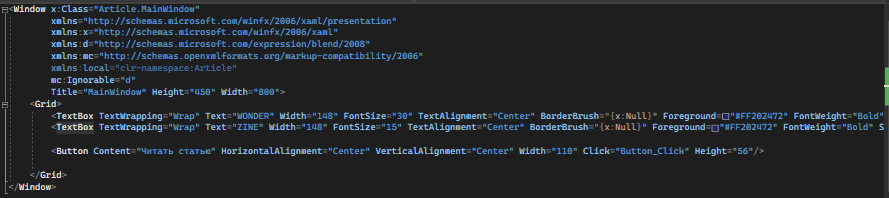 <Window x:Class="Article.MainWindow"
xmlns="http://schemas.microsoft.com/winfx/2006/xaml/presentation"
xmlns:x="http://schemas.microsoft.com/winfx/2006/xaml"
xmlns:d="http://schemas.microsoft.com/expression/blend/2008"
xmlns:mc="http://schemas.openxmlformats.org/markup-compatibility/2006"
xmlns:local="clr-namespace:Article"
mc:Ignorable="d"
Title="MainWindow" Height="450" Width="800">
<Grid>
<TextBox TextWrapping="Wrap" Text="WONDER" Width="148" FontSize="30" TextAlignment="Center" BorderBrush="{x:Null}" Foreground="#FF202472" FontWeight="Bold"
<TextBox TextWrapping="Wrap" Text="ZINE" Width="148" FontSize="15" TextAlignment="Center" BorderBrush="{x:Null}" Foreground="#FF202472" FontWeight="Bold" S
<Button Content="Читать статью" HorizontalAlignment="Center" VerticalAlignment="Center" Width="110" Click="Button_Click" Height="56"/>
</Grid>
</Window>